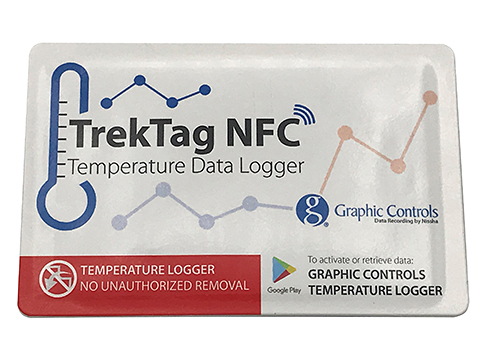 TrekTag NFC
Temperature Data Logger
g
Graphic Controls
Data Recording by Nissha
TEMPERATURE LOGGER
NO UNAUTHORIZED REMOVAL
Google Play
To activate or retrieve data:
GRAPHIC CONTROLS
TEMPERATURE LOGGER